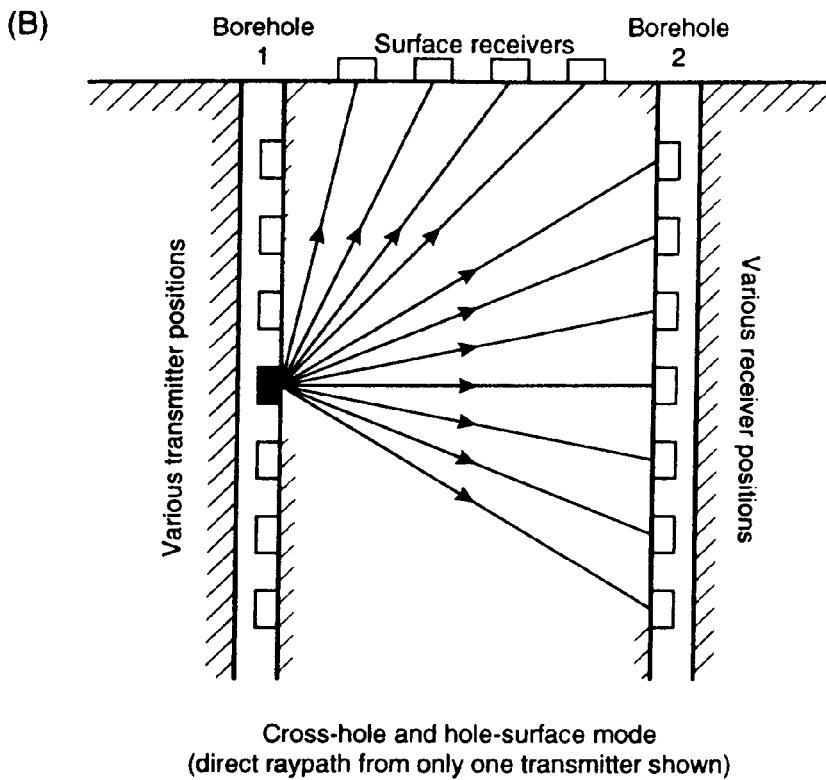 (B)
Borehole
1
Surface receivers
Borehole
2
Various transmitter positions
Various receiver positions
Cross-hole and hole-surface mode
(direct raypath from only one transmitter shown)